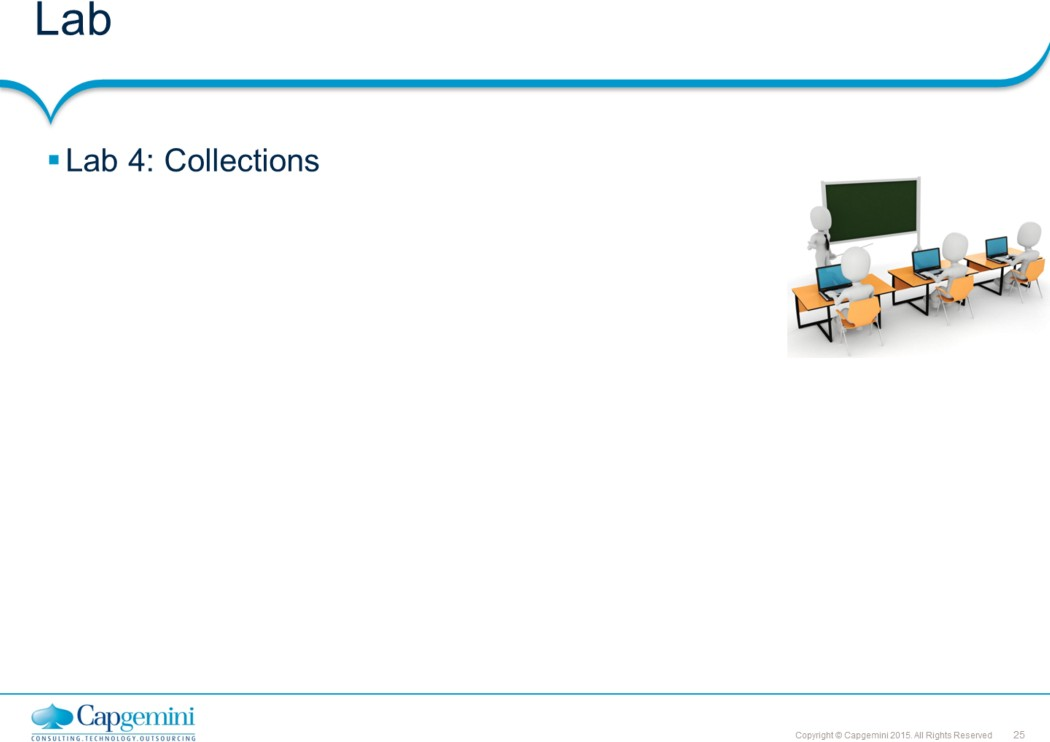 Lab
▪ Lab 4: Collections
Capgemini
CONSULTING.TECHNOLOGY.OUTSOURCING
Copyright © Capgemini 2015. All Rights Reserved 25